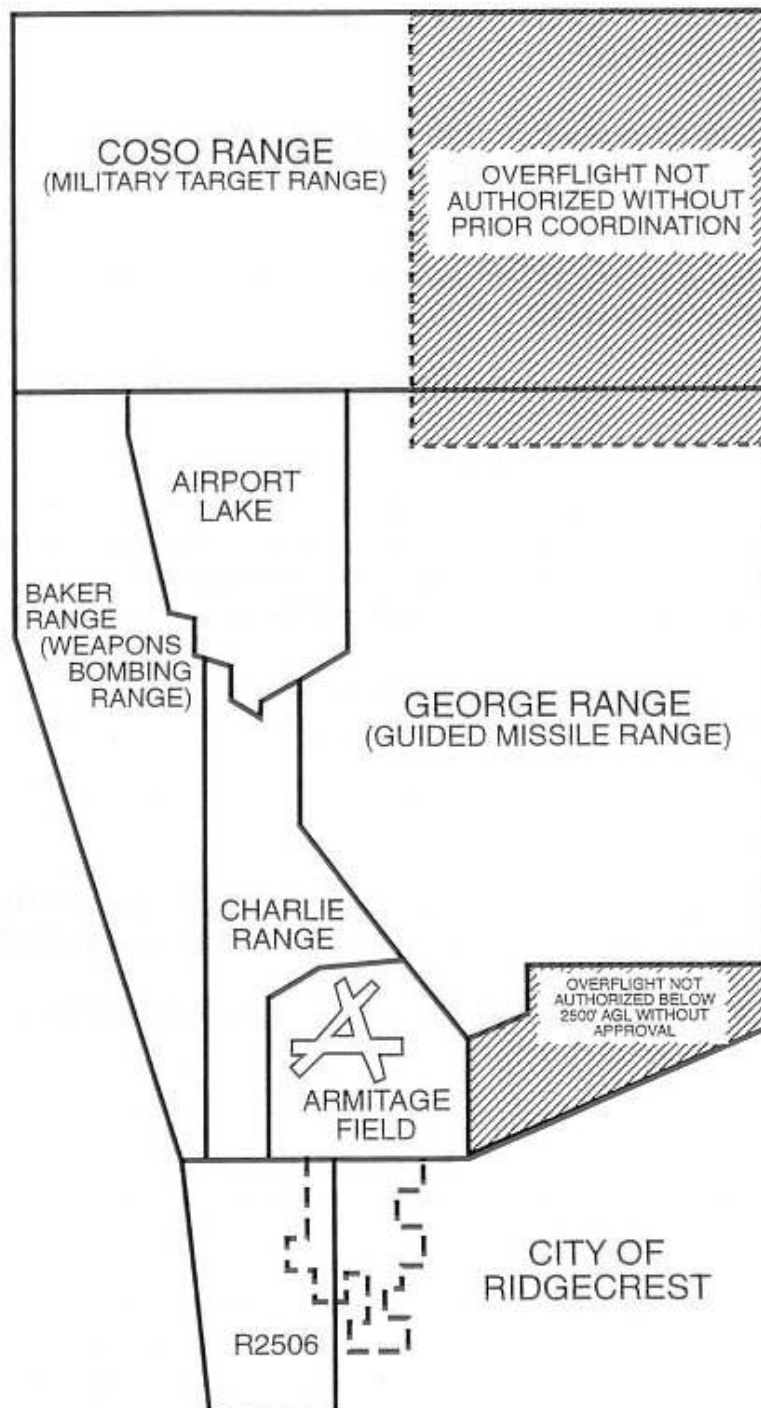 COSO RANGE
(MILITARY TARGET RANGE)
OVERFLIGHT NOT
AUTHORIZED WITHOUT
PRIOR COORDINATION
AIRPORT
LAKE
BAKER
RANGE
(WEAPONS
BOMBING
RANGE)
GEORGE RANGE
(GUIDED MISSILE RANGE)
CHARLIE
RANGE
OVERFLIGHT NOT
AUTHORIZED BELOW
2500' AGL WITHOUT
APPROVAL
ARMITAGE
FIELD
CITY OF
RIDGECREST
R2506